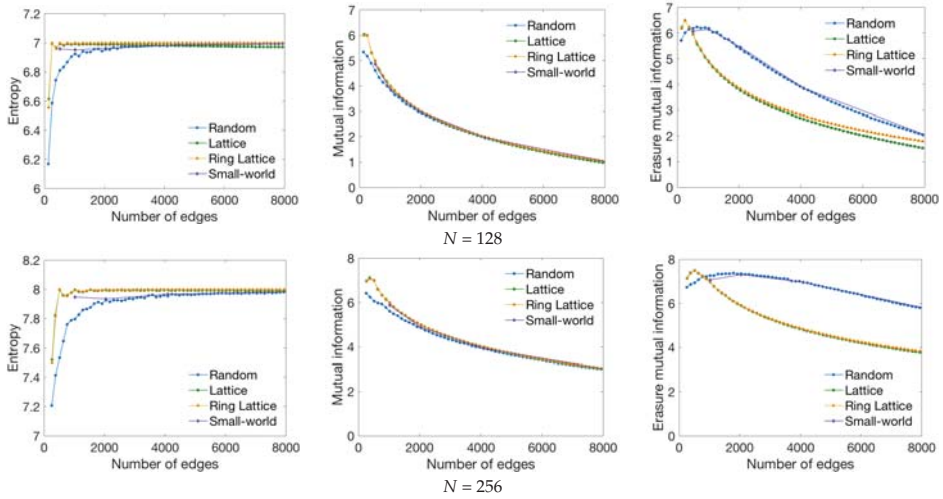 Entropy
7
6.8
6.6
6.4
6.2
6
0 2000 4000 6000 8000
Number of edges
Random
Lattice
Ring Lattice
Small-world
Mutual information
7
6
5
4
3
2
1
0
0 2000 4000 6000 8000
Number of edges
Random
Lattice
Ring Lattice
Small-world
Erasure mutual information
7
6
5
4
3
2
1
0
0 2000 4000 6000 8000
Number of edges
Random
Lattice
Ring Lattice
Small-world
N = 128
Entropy
8.2
8
7.8
7.6
7.4
7.2
7
0 2000 4000 6000 8000
Number of edges
Random
Lattice
Ring Lattice
Small-world
Mutual information
8
6
4
2
0
0 2000 4000 6000 8000
Number of edges
Random
Lattice
Ring Lattice
Small-world
Erasure mutual information
8
6
4
2
0
0 2000 4000 6000 8000
Number of edges
Random
Lattice
Ring Lattice
Small-world
N = 256